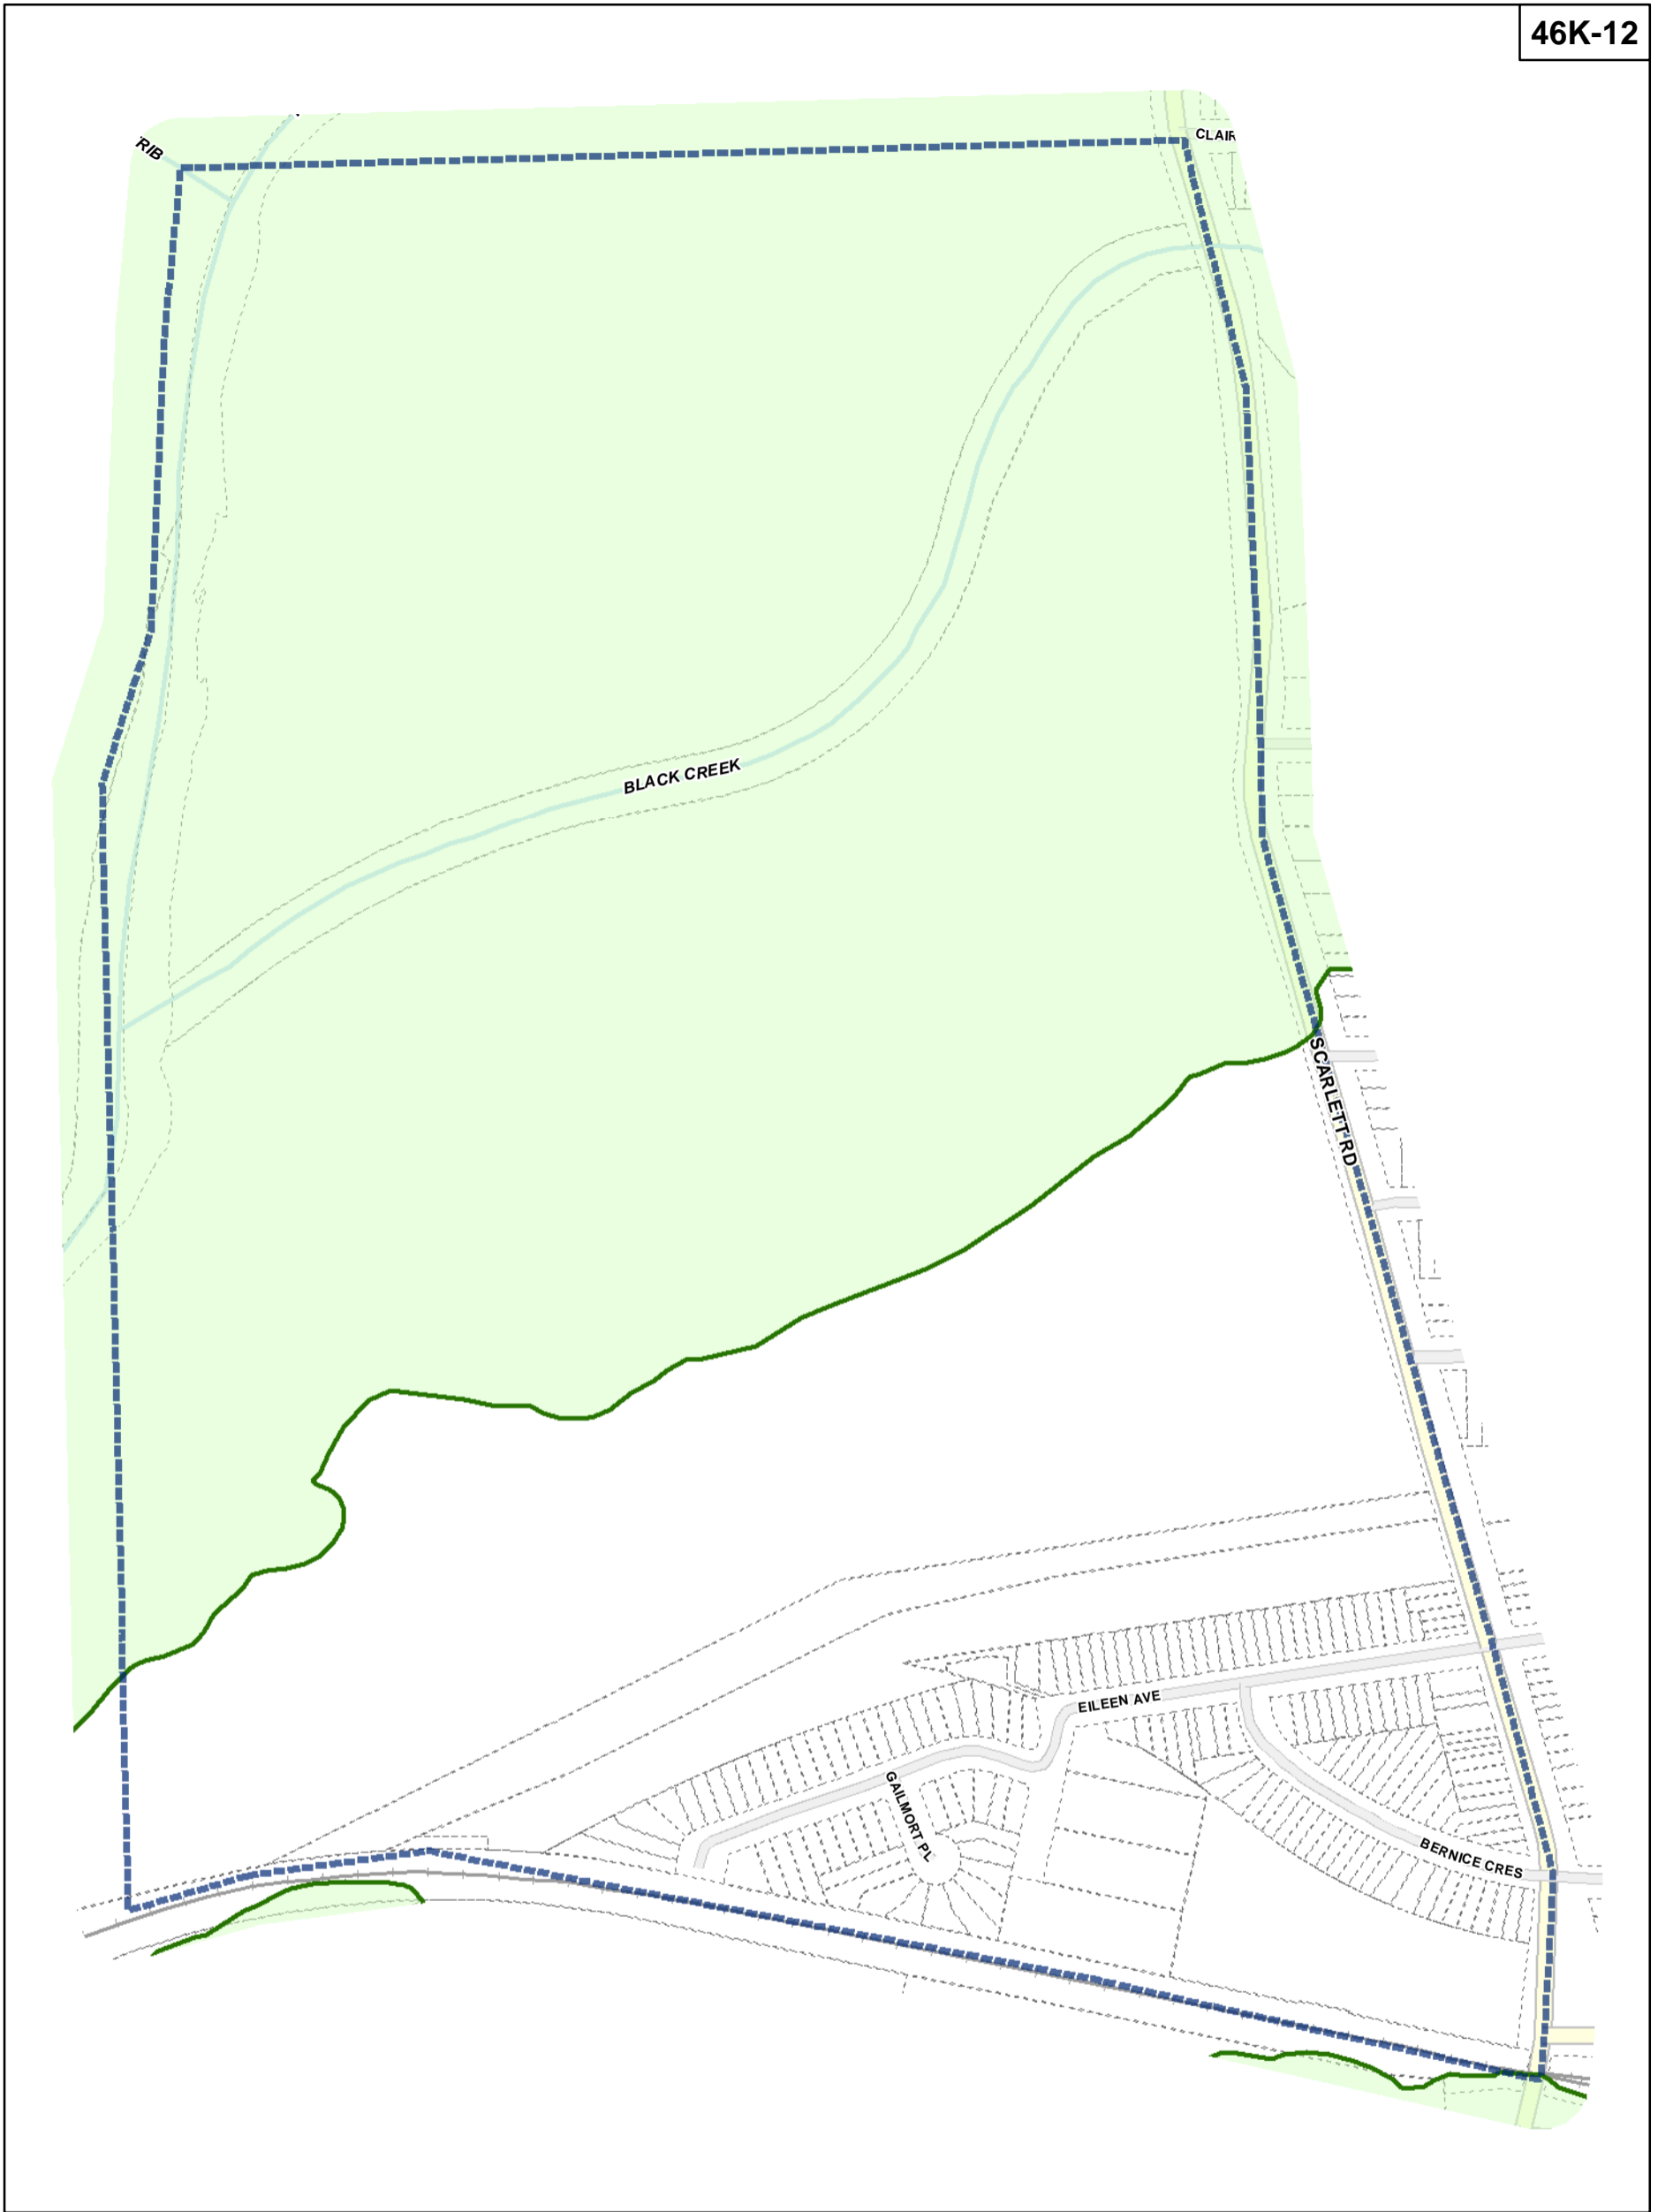 46K-12
CLAIR
RIB
BLACK CREEK
SCARLETT RD
EILEEN AVE
GAILMORT PL
BERNICE CRES